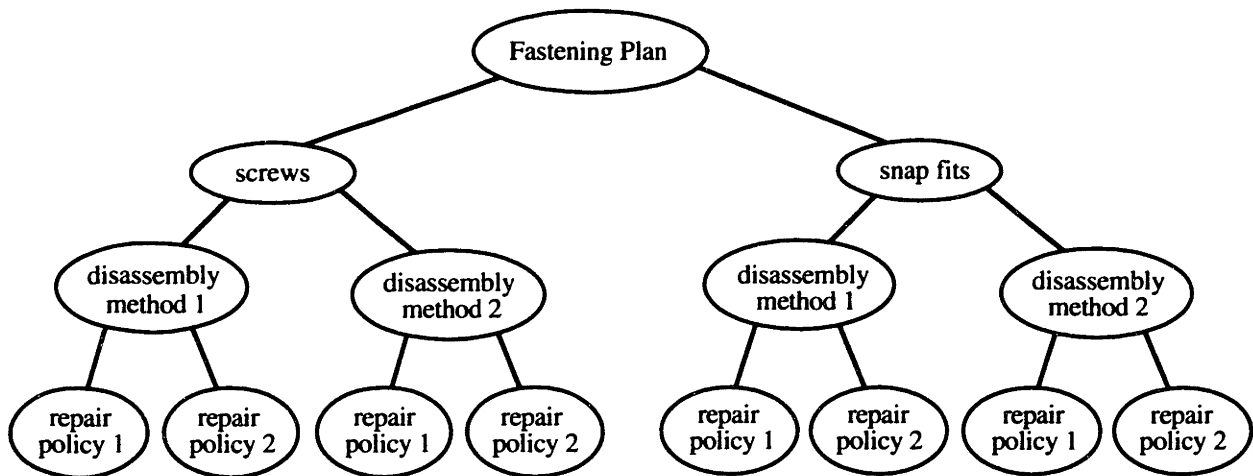 Fastening Plan
screws
snap fits
disassembly
method 1
disassembly
method 2
disassembly
method 1
disassembly
method 2
repair
policy 1
repair
policy 2
repair
policy 1
repair
policy 2
repair
policy 1
repair
policy 2
repair
policy 1
repair
policy 2